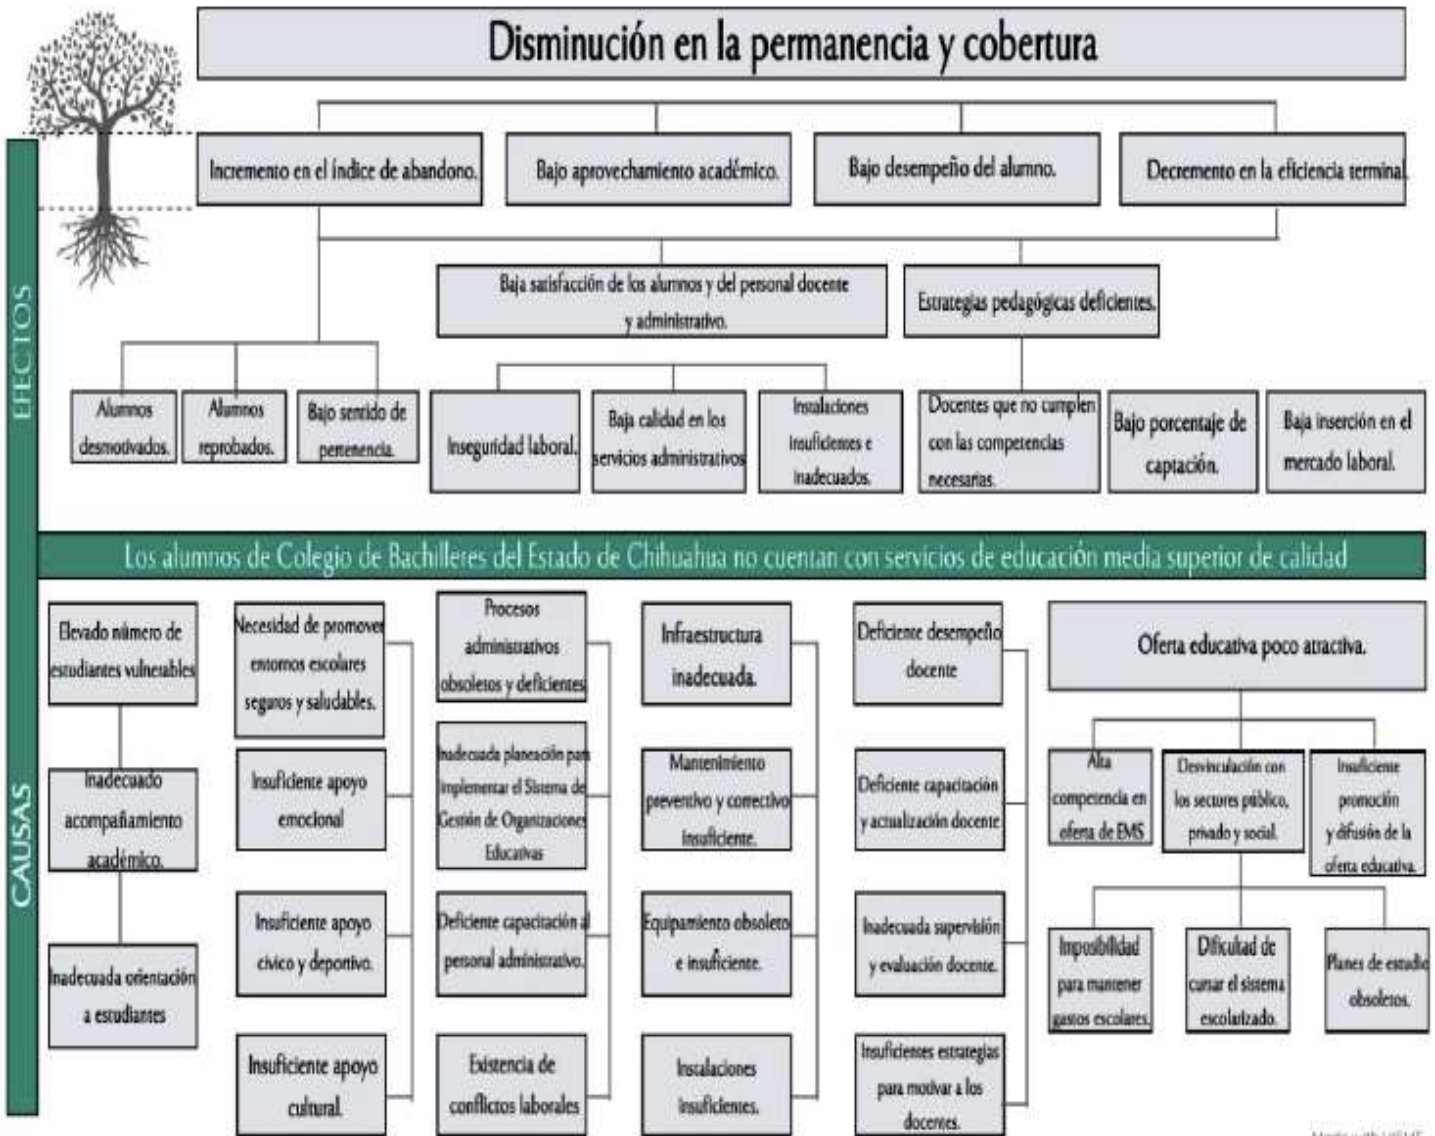 Disminución en la permanencia y cobertura
Incremento en el índice de abandono.
Bajo aprovechamiento académico.
Bajo desempeño del alumno.
Decremento en la eficiencia terminal.
Baja satisfacción de los alumnos y del personal docente
y administrativo.
Estrategias pedagógicas deficientes.
Alumnos
desmotivados.
Alumnos
reprobados.
Bajo sentido de
pertenencia.
Inseguridad laboral.
Baja calidad en los
servicios administrativos
Instalaciones
insuficientes e
inadecuados.
Docentes que no cumplen
con las competencias
necesarias.
Bajo porcentaje de
captación.
Baja inserción en el
mercado laboral.
EFECTOS
Los alumnos de Colegio de Bachilleres del Estado de Chihuahua no cuentan con servicios de educación media superior de calidad
CAUSAS
Elevado número de
estudiantes vulnerables
Inadecuado
acompañamiento
académico.
Inadecuada orientación
a estudiantes
Necesidad de promover
entornos escolares
seguros y saludables.
Insuficiente apoyo
emocional
Insuficiente apoyo
cívico y deportivo.
Insuficiente apoyo
cultural.
Procesos
administrativos
obsoletos y deficientes
Inadecuada planeación para
implementar el Sistema de
Gestión de Organizaciones
Educativas
Deficiente capacitación al
personal administrativo.
Existencia de
conflictos laborales
Infraestructura
inadecuada.
Mantenimiento
preventivo y correctivo
insuficiente.
Equipamiento obsoleto
e insuficiente.
Instalaciones
insuficientes.
Deficiente desempeño
docente
Deficiente capacitación
y actualización docente
Inadecuada supervisión
y evaluación docente.
Insuficientes estrategias
para motivar a los
docentes.
Oferta educativa poco atractiva.
Alta
competencia en
oferta de EMS
Desvinculación con
los sectores público,
privado y social.
Insuficiente
promoción
y difusión de la
oferta educativa.
Imposibilidad
para mantener
gastos escolares.
Dificultad de
cursar el sistema
escolarizado.
Planes de estudio
obsoletos.